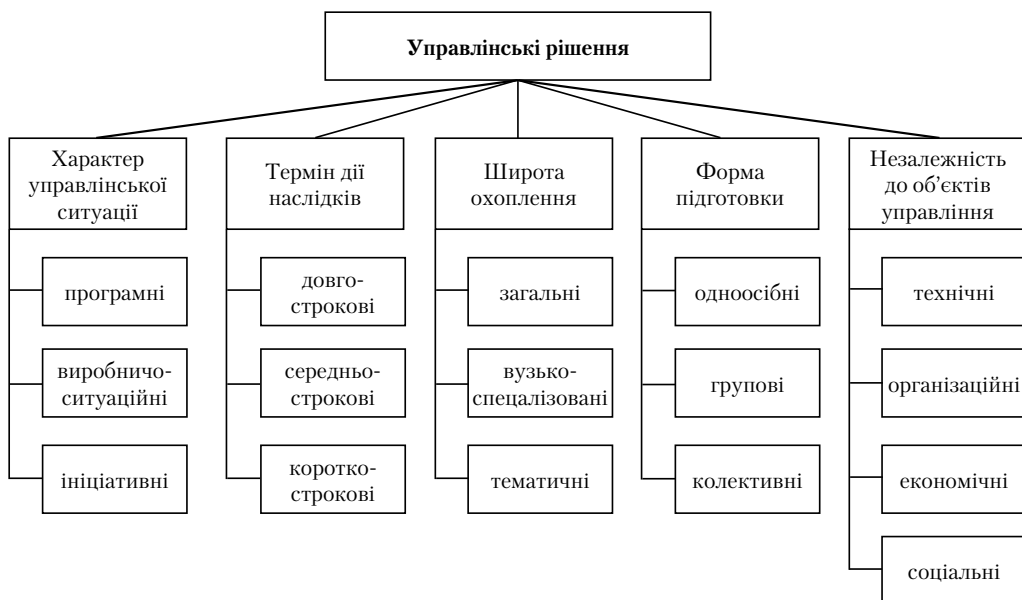 Управлінські рішення
Характер
управлінської
ситуації
програмні
виробничо-
ситуаційні
ініціативні
Термін дії
наслідків
довго-
строкові
середньо-
строкові
коротко-
строкові
Широта
охоплення
загальні
вузько-
спецалізовані
тематичні
Форма
підготовки
одноосібні
групові
колективні
Незалежність
до об’єктів
управління
технічні
організаційні
економічні
соціальні